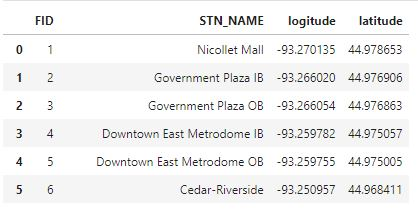 FID STN_NAME logitude latitude
0 1 Nicollet Mall -93.270135 44.978653
1 2 Government Plaza IB -93.266020 44.976906
2 3 Government Plaza OB -93.266054 44.976863
3 4 Downtown East Metrodome IB -93.259782 44.975057
4 5 Downtown East Metrodome OB -93.259755 44.975005
5 6 Cedar-Riverside -93.250957 44.968411